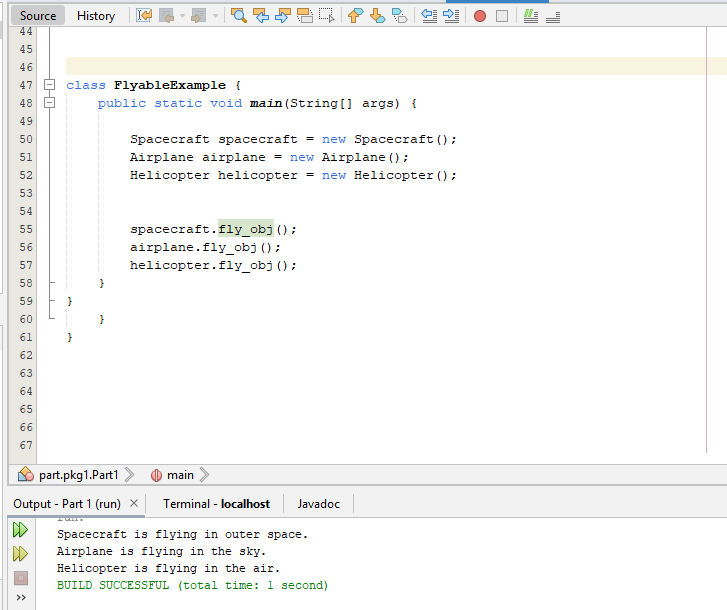 Source History
44
45
46
47 class FlyableExample {
48 public static void main(String[] args) {
49
50 Spacecraft spacecraft = new Spacecraft();
51 Airplane airplane = new Airplane();
52 Helicopter helicopter = new Helicopter();
53
54
55 spacecraft.fly_obj();
56 airplane.fly_obj();
57 helicopter.fly_obj();
58 }
59 }
60 }
61 }
62
63
64
65
66
67
part.pkg1.Part1 main
Output - Part 1 (run) × Terminal - localhost Javadoc
run:
Spacecraft is flying in outer space.
Airplane is flying in the sky.
Helicopter is flying in the air.
BUILD SUCCESSFUL (total time: 1 second)